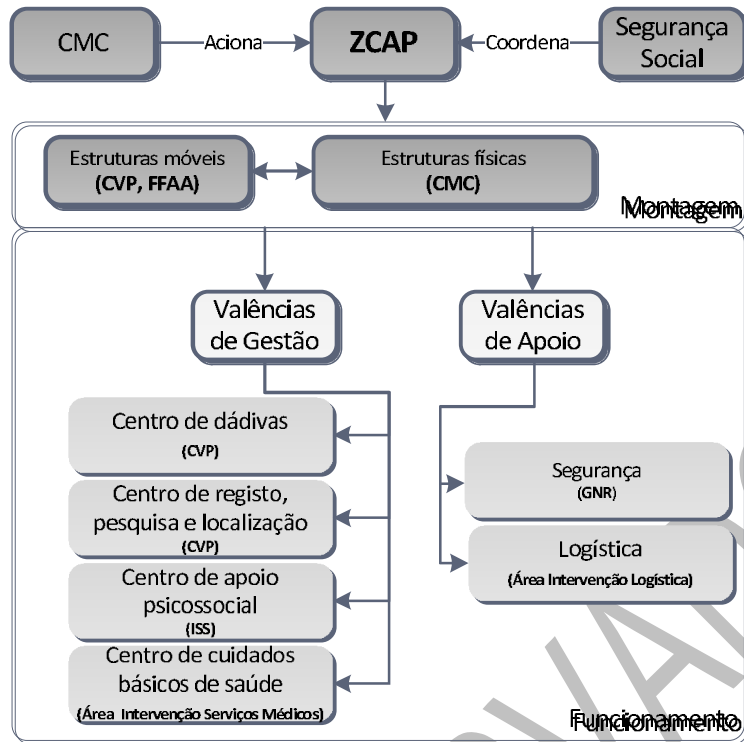 CMC
Aciona
ZCAP
Coordena
Segurança
Social
Estruturas móveis
(CVP, FFAA)
Estruturas físicas
(CMC)
Montagem
Valências
de Gestão
Valências
de Apoio
Centro de dádivas
(CVP)
Centro de registo,
pesquisa e localização
(CVP)
Centro de apoio
psicossocial
(ISS)
Centro de cuidados
básicos de saúde
(Área Intervenção Serviços Médicos)
Segurança
(GNR)
Logística
(Área Intervenção Logística)
Funcionamento